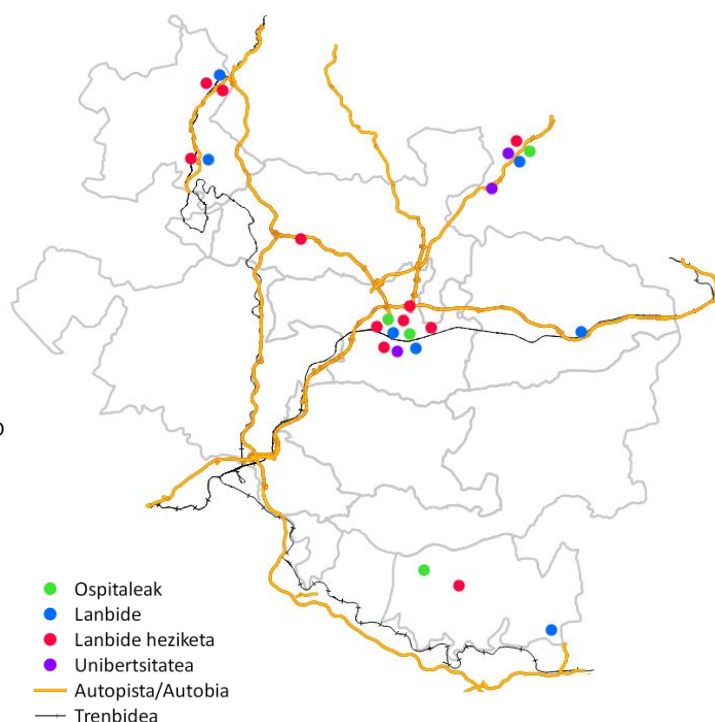 o
Ospitaleak
Lanbide
Lanbide heziketa
Unibertsitatea
Autopista/Autobia
Trenbidea